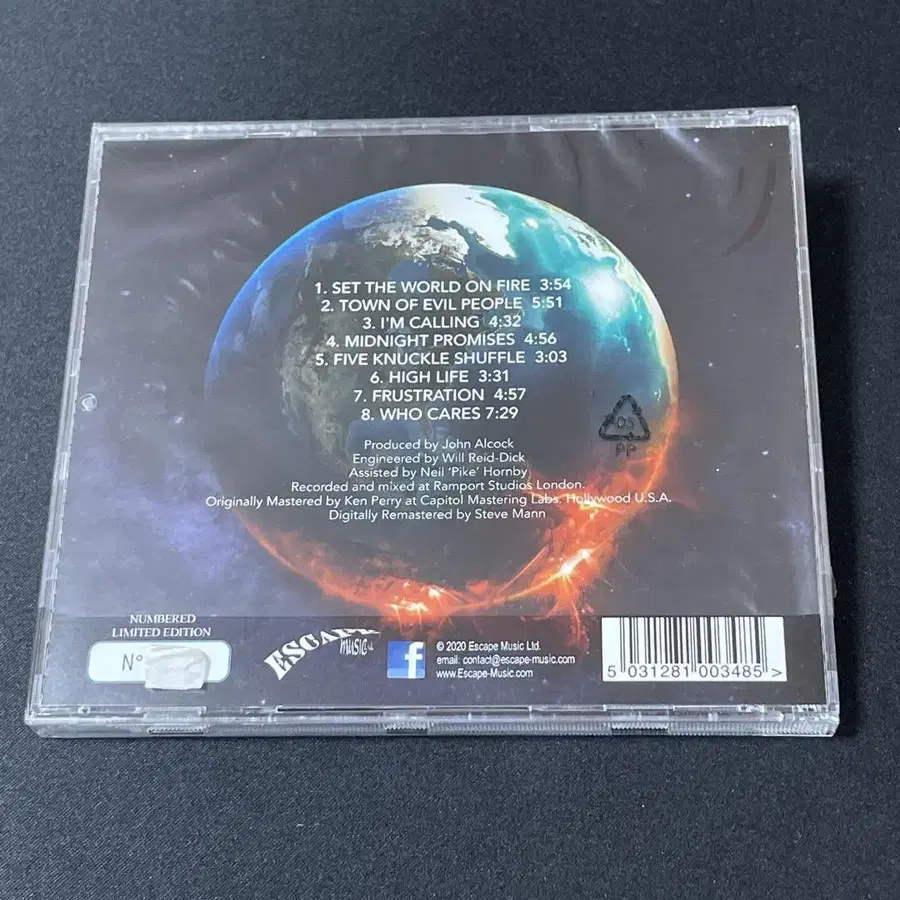 1. SET THE WORLD ON FIRE 3:54
2. TOWN OF EVIL PEOPLE 5:51
3. I'M CALLING 4:32
4. MIDNIGHT PROMISES 4:56
5. FIVE KNUCKLE SHUFFLE 3:03
6. HIGH LIFE 3:31
7. FRUSTRATION 4:57
8. WHO CARES 7:29
05
PP
Produced by John Alcock
Engineered by Will Reid-Dick
Assisted by Neil 'Pike' Hornby
Recorded and mixed at Ramport Studios London.
Originally Mastered by Ken Perry at Capitol Mastering Labs. Hollywood U.S.A.
Digitally Remastered by Steve Mann
NUMBERED
LIMITED EDITION
N°
ESCAPE
MUSIC Ltd
f
© 2020 Escape Music Ltd.
email: contact@escape-music.com
www.Escape-Music.com
5 031281 003485 >